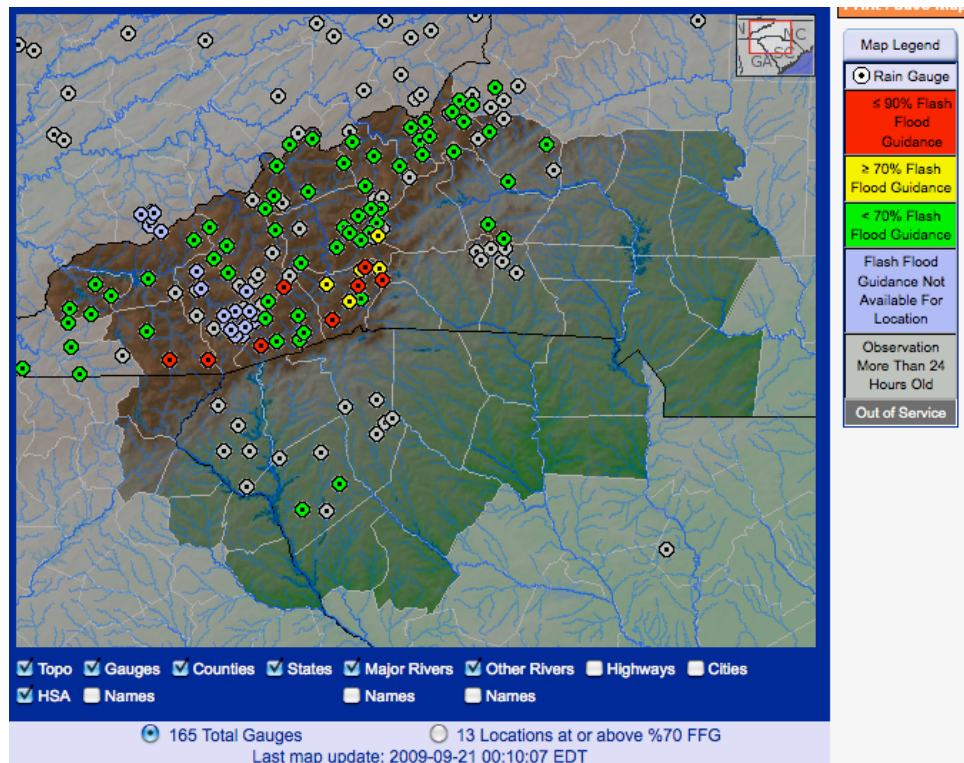 Print / Save Map
N
NC
SC
GA
Map Legend
Rain Gauge
≤ 90% Flash
Flood
Guidance
≥ 70% Flash
Flood Guidance
< 70% Flash
Flood Guidance
Flash Flood
Guidance Not
Available For
Location
Observation
More Than 24
Hours Old
Out of Service
Topo Gauges Counties States Major Rivers Other Rivers Highways Cities
HSA Names Names Names
165 Total Gauges 13 Locations at or above %70 FFG
Last map update: 2009-09-21 00:10:07 EDT